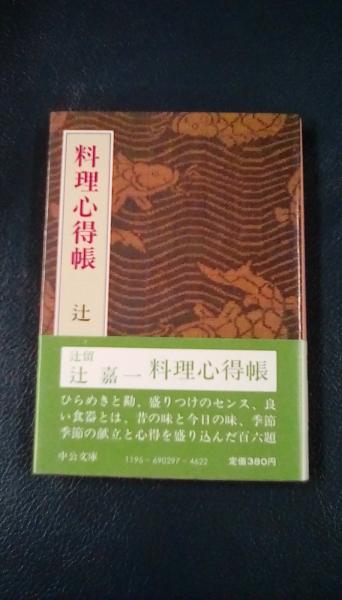 料理心得帳
辻
辻留
辻嘉一 料理心得帳
ひらめきと勘、盛りつけのセンス、良
い食器とは、昔の味と今日の味、季節
季節の献立と心得を盛り込んだ百六題
中公文庫 1195-690297-4622 定価380円